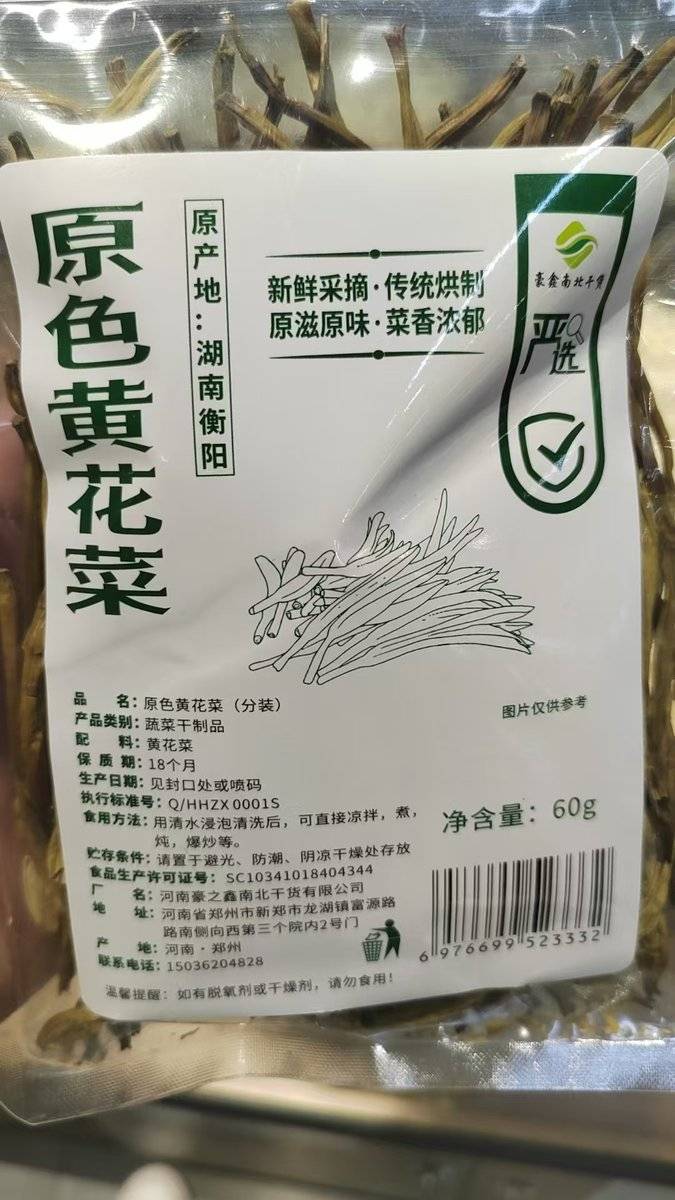 原色黄花菜
原产地：湖南衡阳
新鲜采摘·传统烘制
原滋原味·菜香浓郁
豪鑫南北干货
严选
品 名：原色黄花菜（分装）
产品类别：蔬菜干制品
配 料：黄花菜
保 质 期：18个月
生产日期：见封口处或喷码
执行标准号：Q/HHZX 0001S
食用方法：用清水浸泡清洗后，可直接凉拌，煮，
炖，爆炒等。
贮存条件：请置于避光、防潮、阴凉干燥处存放
食品生产许可证号：SC10341018404344
厂 名：河南豪之鑫南北干货有限公司
地 址：河南省郑州市新郑市龙湖镇富源路
路南侧向西第三个院内2号门
产 地：河南·郑州
联系电话：15036204828
温馨提醒：如有脱氧剂或干燥剂，请勿食用！
图片仅供参考
净含量：60g
6 976699 523332